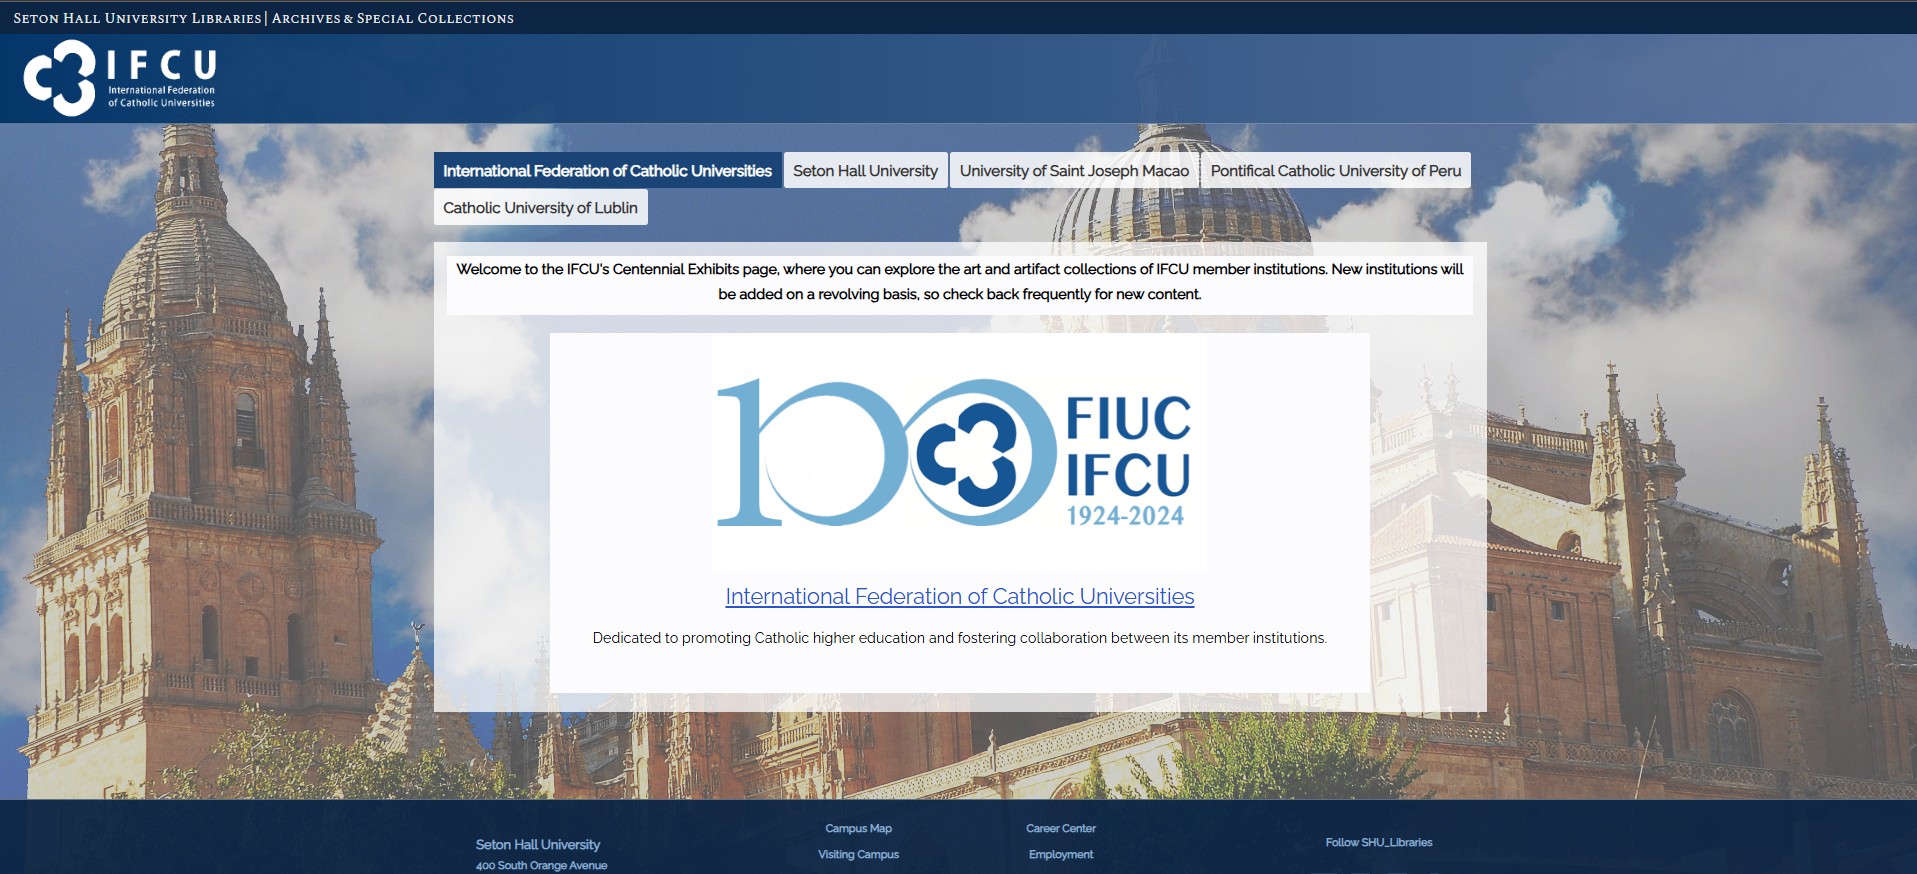 Seton Hall University Libraries | Archives & Special Collections
IFCU
International Federation
of Catholic Universities
International Federation of Catholic Universities
Seton Hall University
University of Saint Joseph Macao
Pontifical Catholic University of Peru
Catholic University of Lublin
Welcome to the IFCU's Centennial Exhibits page, where you can explore the art and artifact collections of IFCU member institutions. New institutions will
be added on a revolving basis, so check back frequently for new content.
100
FIUC
IFCU
1924-2024
International Federation of Catholic Universities
Dedicated to promoting Catholic higher education and fostering collaboration between its member institutions.
Seton Hall University
400 South Orange Avenue
Campus Map
Visiting Campus
Career Center
Employment
Follow SHU_Libraries